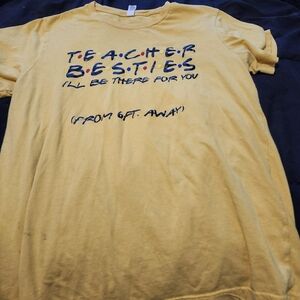 T•E•A•C•H•E•R
B•E•S•T•I•E•S
I'LL BE THERE FOR YOU
(FROM 6FT. AWAY)